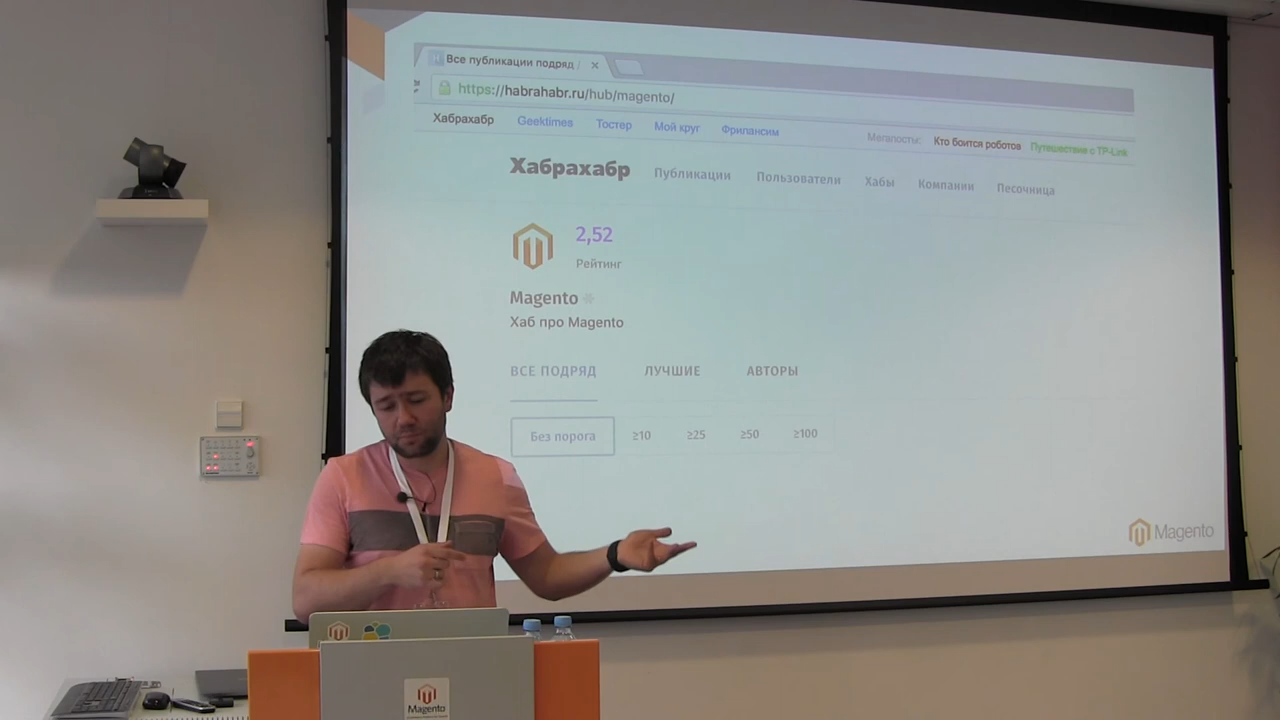 Все публикации подряд /
https://habrahabr.ru/hub/magento/
Хабрахабр Geektimes Тостер Мой круг Фрилансим Мегапосты: Кто боится роботов Путешествие с TP-Link
Хабрахабр Публикации Пользователи Хабы Компании Песочница
2,52
Рейтинг
Magento
Хаб про Magento
ВСЕ ПОДРЯД ЛУЧШИЕ АВТОРЫ
Без порога ≥10 ≥25 ≥50 ≥100
Magento
Magento